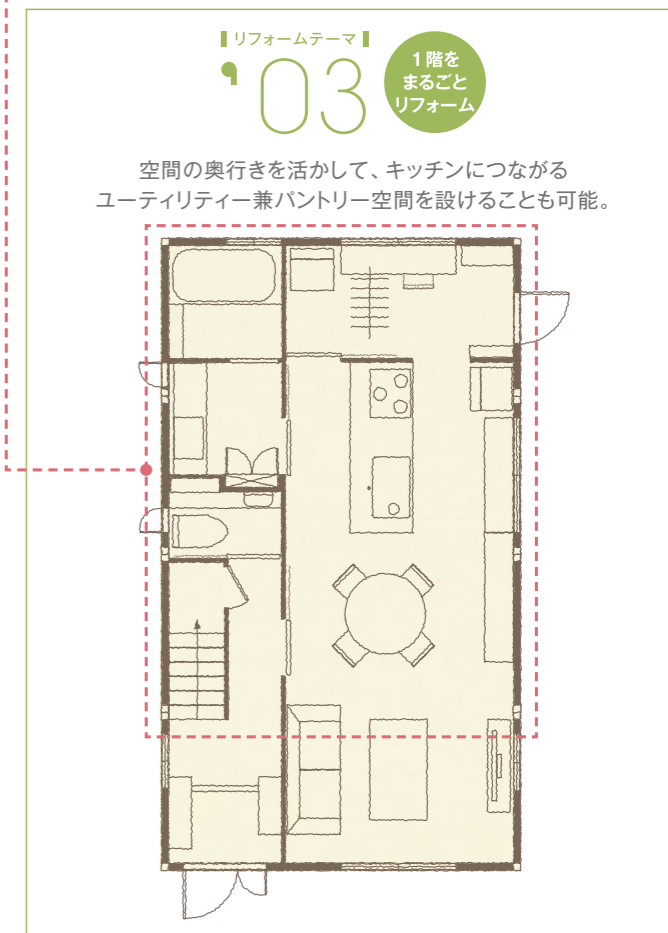 リフォームテーマ
'03
1階を
まるごと
リフォーム
空間の奥行きを活かして、キッチンにつながる
ユーティリティー兼パントリー空間を設けることも可能。